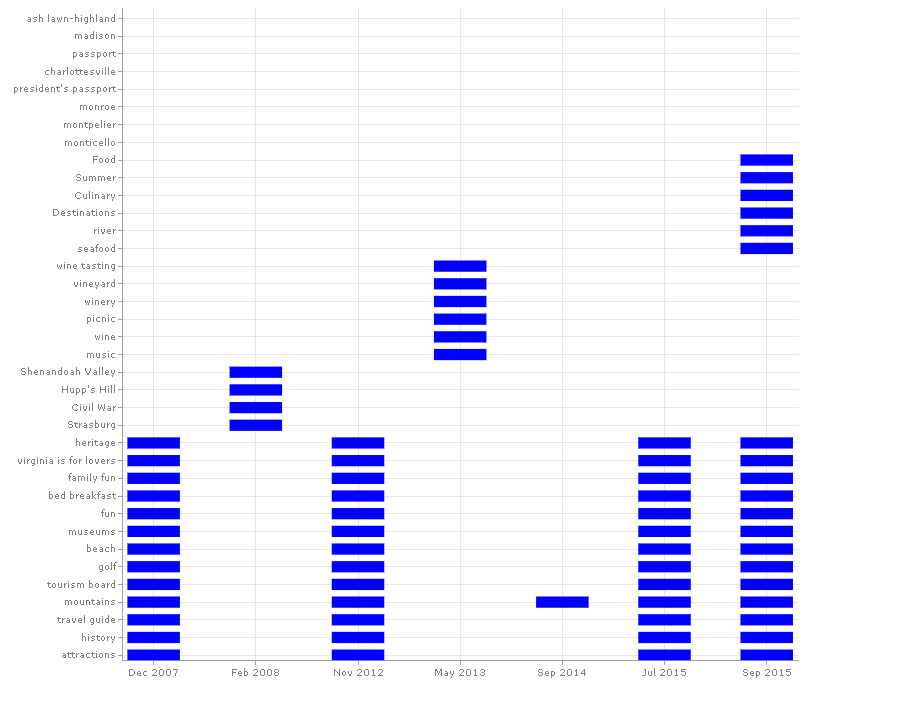 ash lawn-highland
madison
passport
charlottesville
president's passport
monroe
montpelier
monticello
Food
Summer
Culinary
Destinations
river
seafood
wine tasting
vineyard
winery
picnic
wine
music
Shenandoah Valley
Hupp's Hill
Civil War
Strasburg
heritage
virginia is for lovers
family fun
bed breakfast
fun
museums
beach
golf
tourism board
mountains
travel guide
history
attractions
Dec 2007 Feb 2008 Nov 2012 May 2013 Sep 2014 Jul 2015 Sep 2015